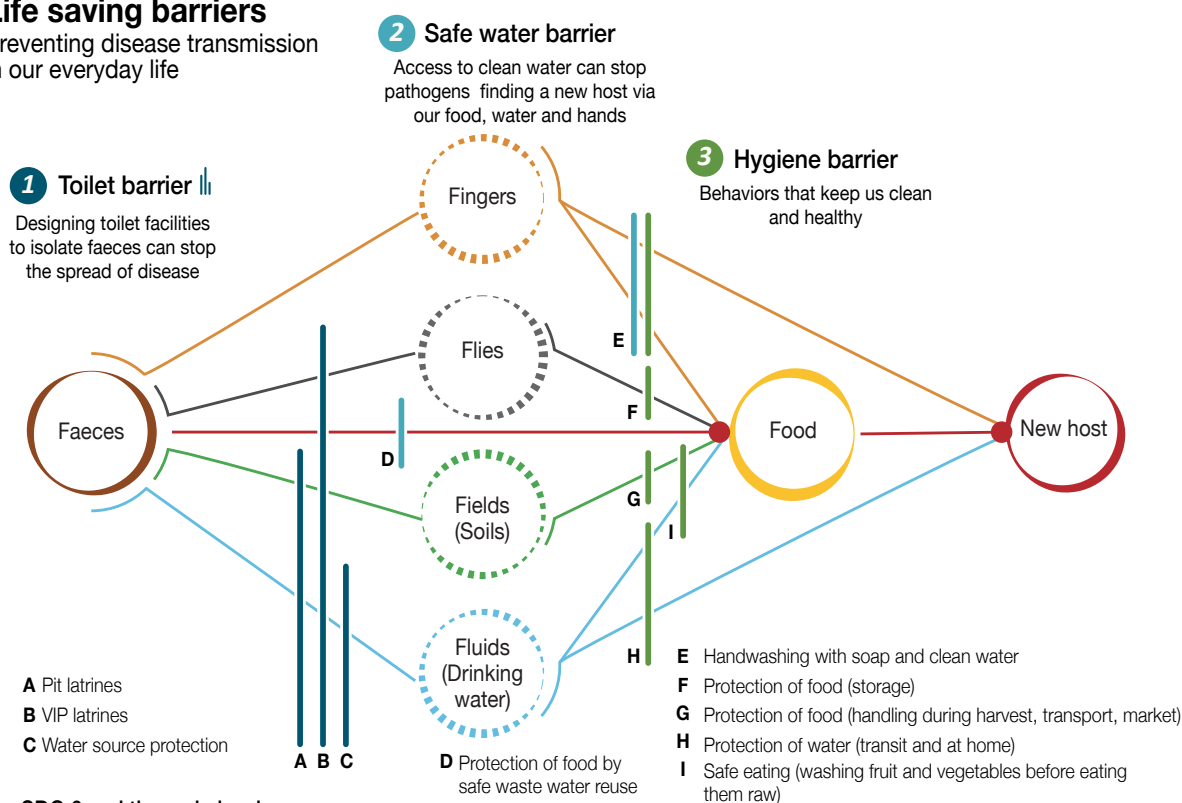 Life saving barriers
preventing disease transmission
our everyday life
2 Safe water barrier
Access to clean water can stop
pathogens finding a new host via
our food, water and hands
1 Toilet barrier
Designing toilet facilities
to isolate faeces can stop
the spread of disease
3 Hygiene barrier
Behaviors that keep us clean
and healthy
Fingers
Flies
Faeces
Food
New host
Fields
(Soils)
Fluids
(Drinking
water)
E
F
D
G
I
H
A B C
A Pit latrines
B VIP latrines
C Water source protection
D Protection of food by
safe waste water reuse
E Handwashing with soap and clean water
F Protection of food (storage)
G Protection of food (handling during harvest, transport, market)
H Protection of water (transit and at home)
I Safe eating (washing fruit and vegetables before eating
them raw)